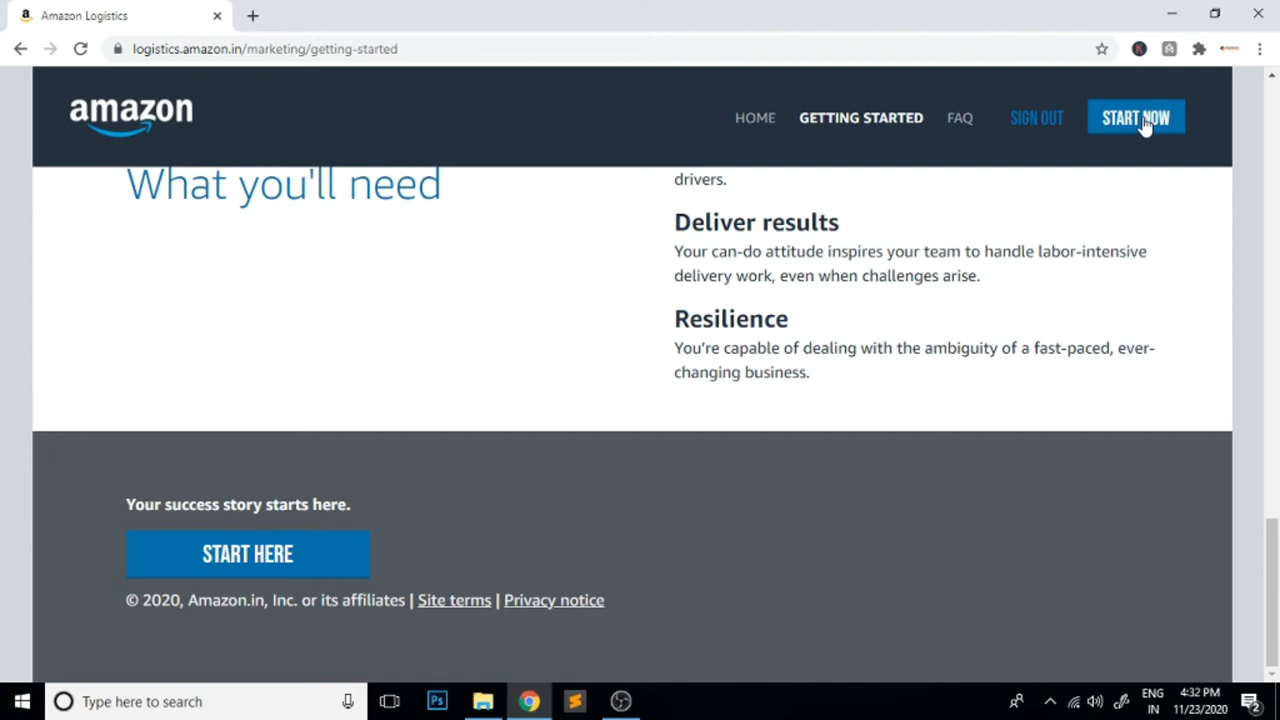 Amazon Logistics
logistics.amazon.in/marketing/getting-started
amazon
HOME
GETTING STARTED
FAQ
SIGN OUT
START NOW
What you'll need
drivers.
Deliver results
Your can-do attitude inspires your team to handle labor-intensive
delivery work, even when challenges arise.
Resilience
You're capable of dealing with the ambiguity of a fast-paced, ever-
changing business.
Your success story starts here.
START HERE
© 2020, Amazon.in, Inc. or its affiliates | Site terms | Privacy notice
Type here to search
Ps
ENG
IN
4:32 PM
11/23/2020
2